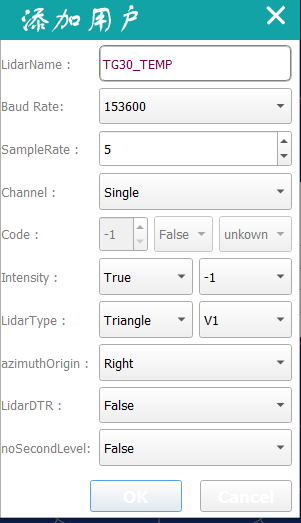 添加用户
LidarName : TG30_TEMP
Baud Rate: 153600
SampleRate : 5
Channel : Single
Code : -1 False unkown
Intensity : True -1
LidarType : Triangle V1
azimuthOrigin : Right
LidarDTR : False
noSecondLevel: False
OK Cancel